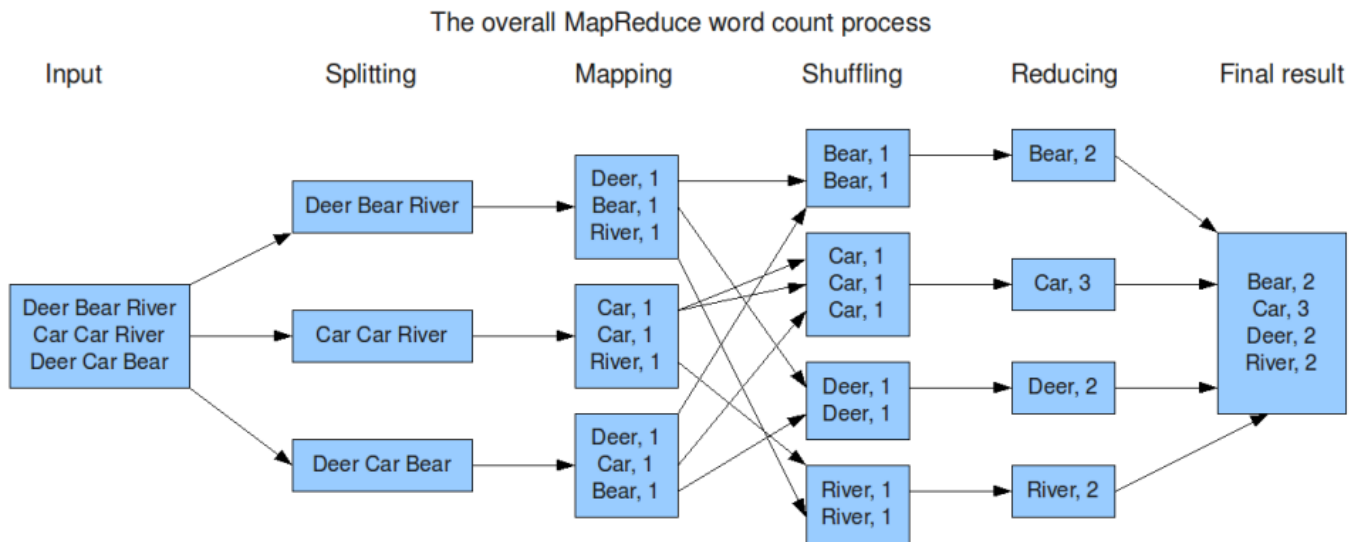 The overall MapReduce word count process
Input
Splitting
Mapping
Shuffling
Reducing
Final result
Deer Bear River
Car Car River
Deer Car Bear
Deer Bear River
Car Car River
Deer Car Bear
Deer, 1
Bear, 1
River, 1
Car, 1
Car, 1
River, 1
Deer, 1
Car, 1
Bear, 1
Bear, 1
Bear, 1
Car, 1
Car, 1
Car, 1
Deer, 1
Deer, 1
River, 1
River, 1
Bear, 2
Car, 3
Deer, 2
River, 2
Bear, 2
Car, 3
Deer, 2
River, 2